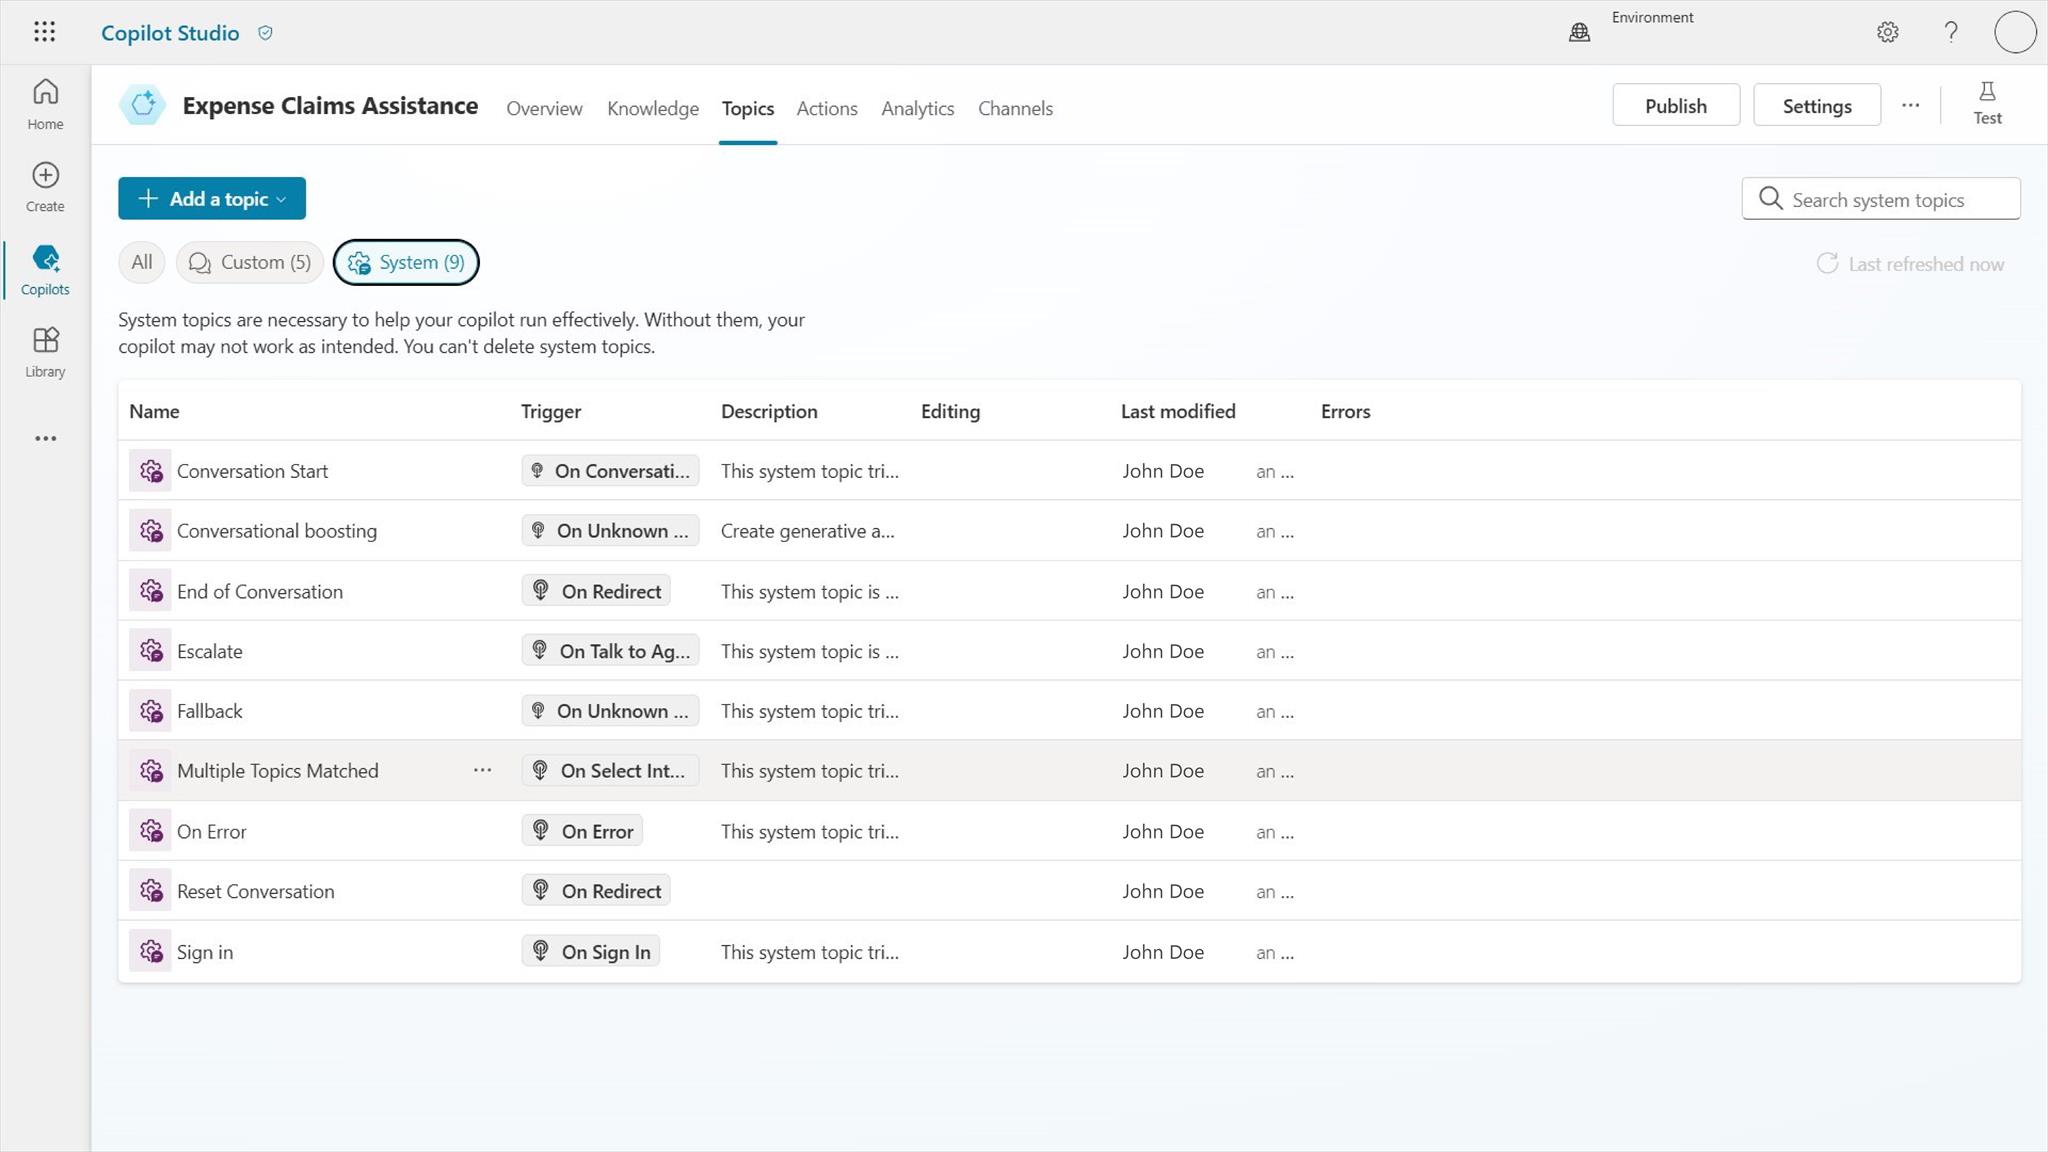 Copilot Studio
Environment
Home
Create
Copilots
Library
Expense Claims Assistance
Overview
Knowledge
Topics
Actions
Analytics
Channels
Publish
Settings
Test
Add a topic
Search system topics
All
Custom (5)
System (9)
Last refreshed now
System topics are necessary to help your copilot run effectively. Without them, your
copilot may not work as intended. You can't delete system topics.
Name Trigger Description Editing Last modified Errors
Conversation Start On Conversati... This system topic tri... John Doe an ...
Conversational boosting On Unknown ... Create generative a... John Doe an ...
End of Conversation On Redirect This system topic is ... John Doe an ...
Escalate On Talk to Ag... This system topic is ... John Doe an ...
Fallback On Unknown ... This system topic tri... John Doe an ...
Multiple Topics Matched ... On Select Int... This system topic tri... John Doe an ...
On Error On Error This system topic tri... John Doe an ...
Reset Conversation On Redirect John Doe an ...
Sign in On Sign In This system topic tri... John Doe an ...